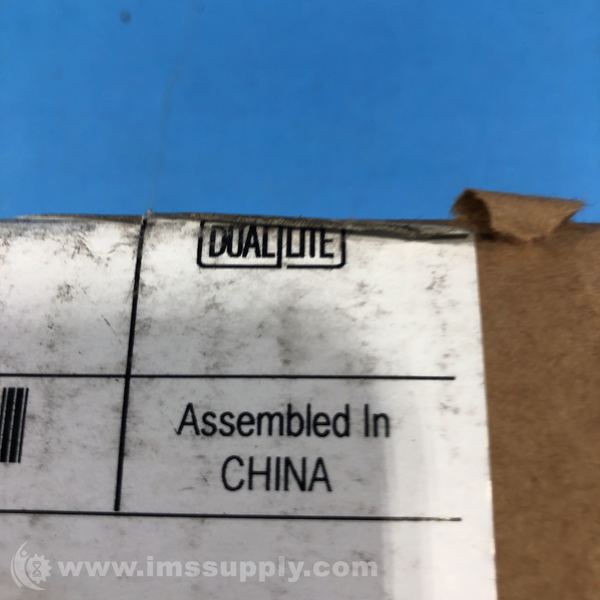 DUAL LITE
Assembled In
CHINA
www.imssupply.com